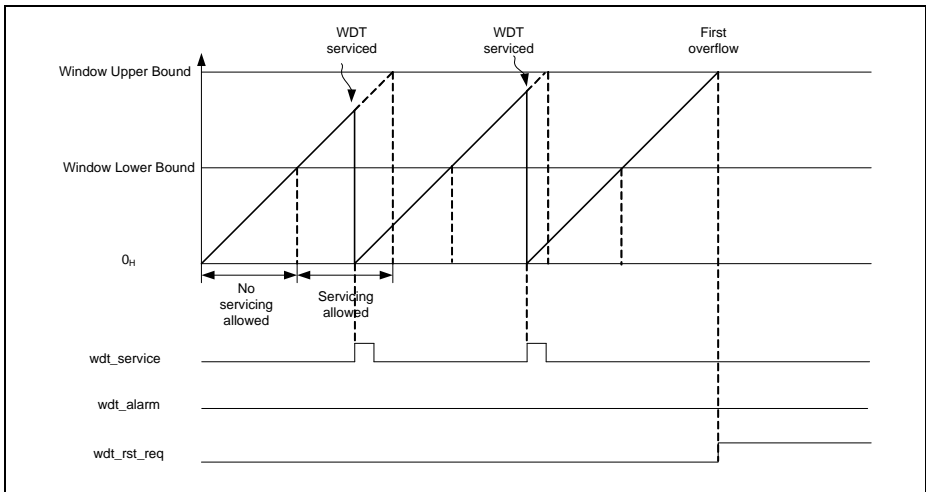 WDT
serviced
WDT
serviced
First
overflow
Window Upper Bound
Window Lower Bound
0H
No
servicing
allowed
Servicing
allowed
wdt_service
wdt_alarm
wdt_rst_req